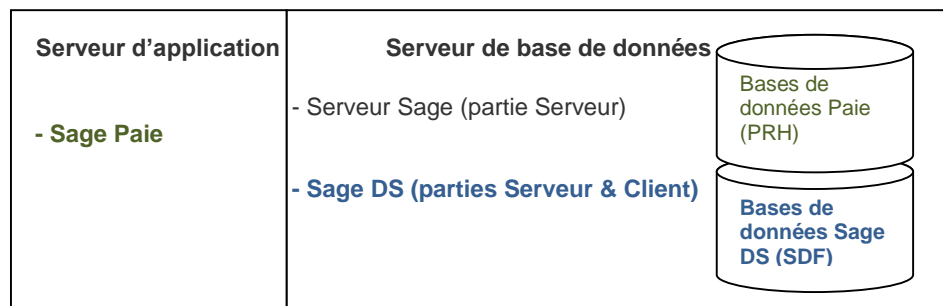 Serveur d’application
- Sage Paie
Serveur de base de données
- Serveur Sage (partie Serveur)
- Sage DS (parties Serveur & Client)
Bases de
données Paie
(PRH)
Bases de
données Sage
DS (SDF)